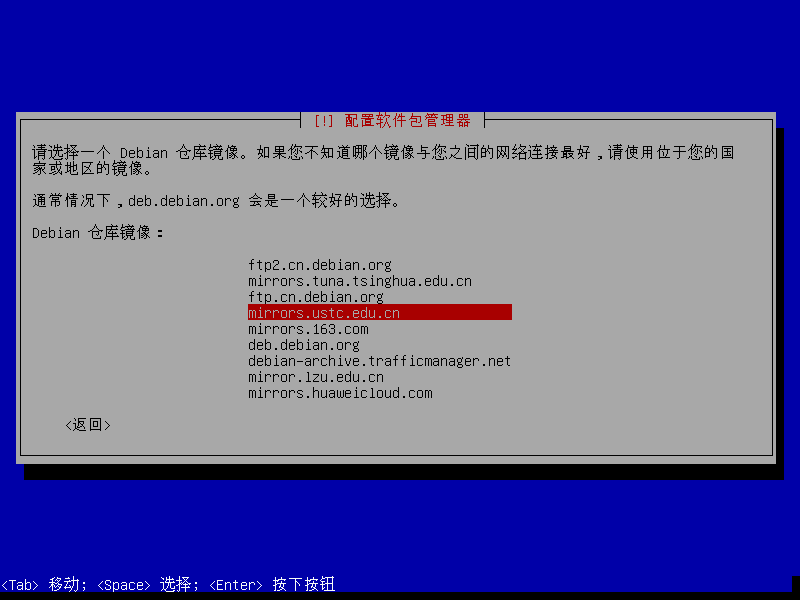 [!] 配置软件包管理器
请选择一个 Debian 仓库镜像。如果您不知道哪个镜像与您之间的网络连接最好,请使用位于您的国
家或地区的镜像。
通常情况下,deb.debian.org 会是一个较好的选择。
Debian 仓库镜像:
ftp2.cn.debian.org
mirrors.tuna.tsinghua.edu.cn
ftp.cn.debian.org
mirrors.ustc.edu.cn
mirrors.163.com
deb.debian.org
debian-archive.trafficmanager.net
mirror.lzu.edu.cn
mirrors.huaweicloud.com
<返回>
<Tab> 移动; <Space> 选择; <Enter> 按下按钮